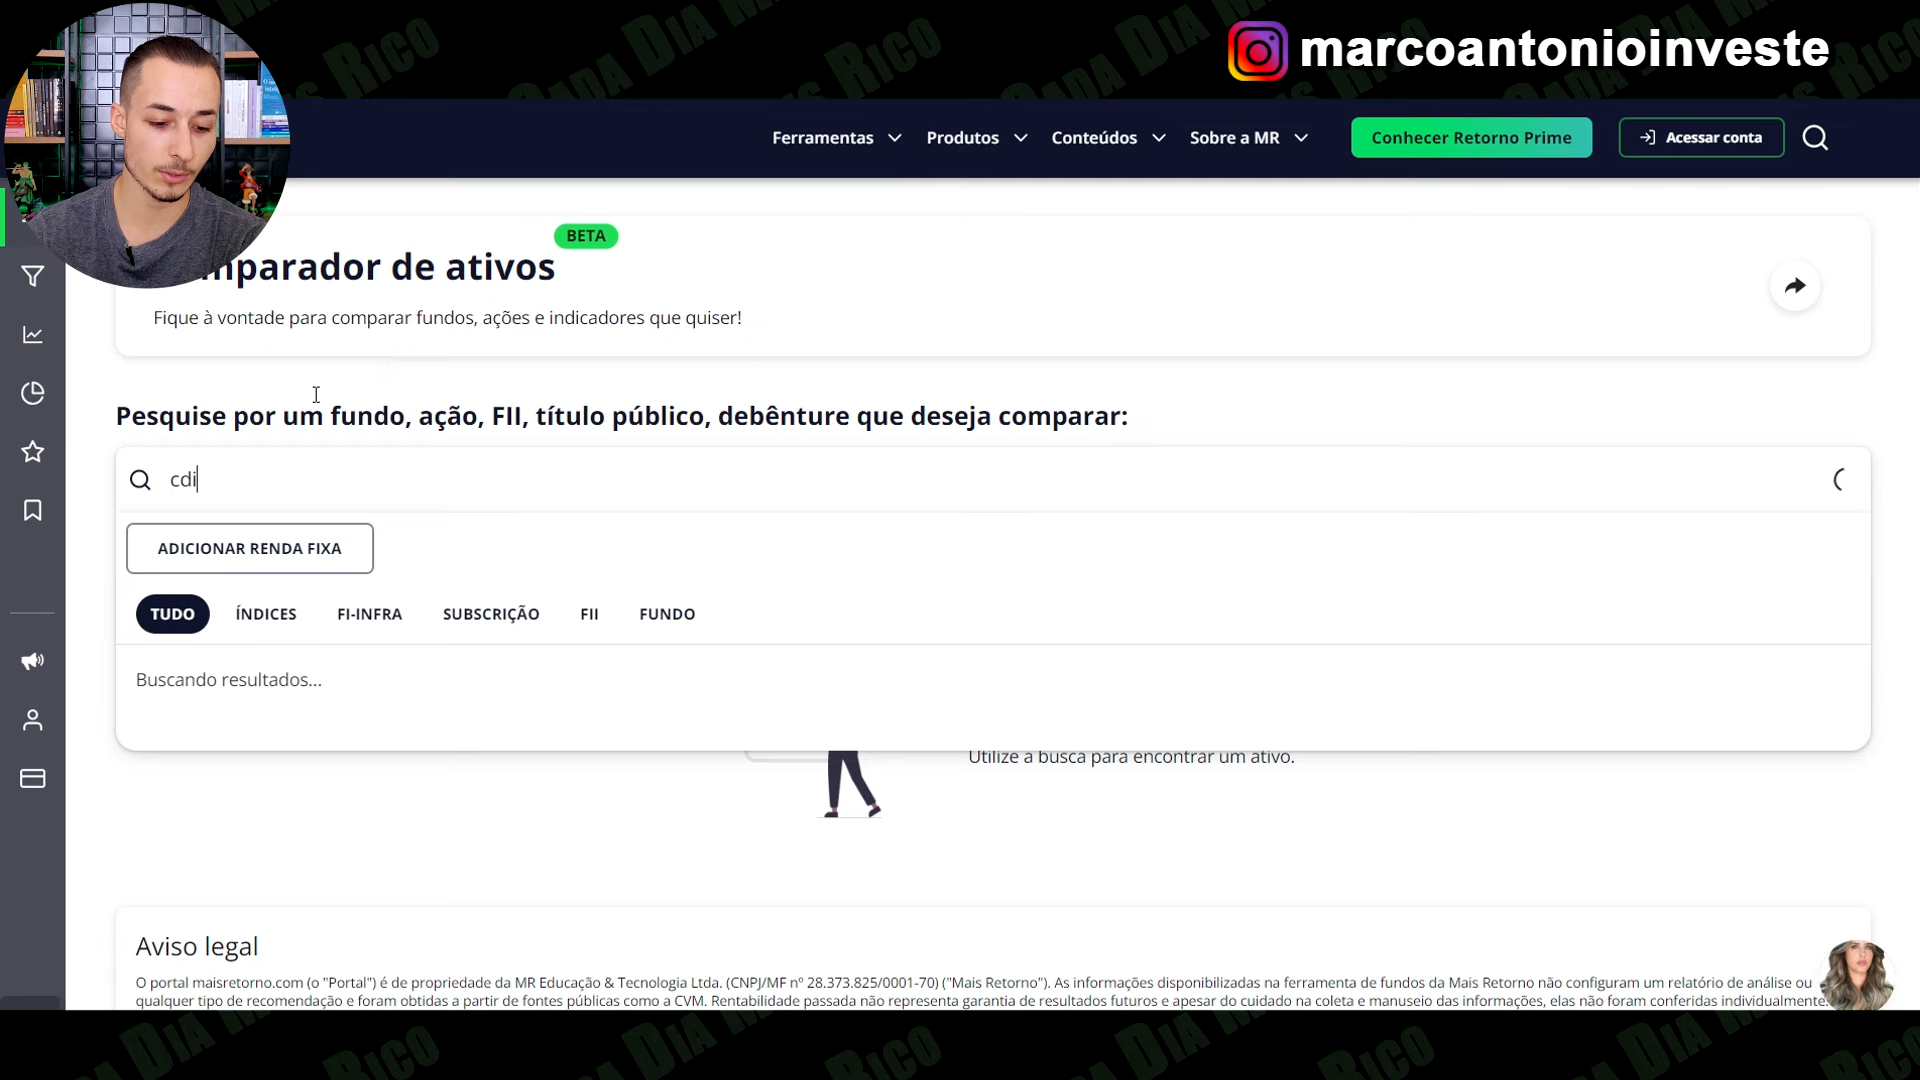 marcoantonioinveste
Ferramentas
Produtos
Conteúdos
Sobre a MR
Conhecer Retorno Prime
Acessar conta
BETA
mparador de ativos
Fique à vontade para comparar fundos, ações e indicadores que quiser!
Pesquise por um fundo, ação, FII, título público, debênture que deseja comparar:
cdi
ADICIONAR RENDA FIXA
TUDO
ÍNDICES
FI-INFRA
SUBSCRIÇÃO
FII
FUNDO
Buscando resultados...
Utilize a busca para encontrar um ativo.
Aviso legal
O portal maisretorno.com (o "Portal") é de propriedade da MR Educação & Tecnologia Ltda. (CNPJ/MF nº 28.373.825/0001-70) ("Mais Retorno"). As informações disponibilizadas na ferramenta de fundos da Mais Retorno não configuram um relatório de análise ou
qualquer tipo de recomendação e foram obtidas a partir de fontes públicas como a CVM. Rentabilidade passada não representa garantia de resultados futuros e apesar do cuidado na coleta e manuseio das informações, elas não foram conferidas individualmente.